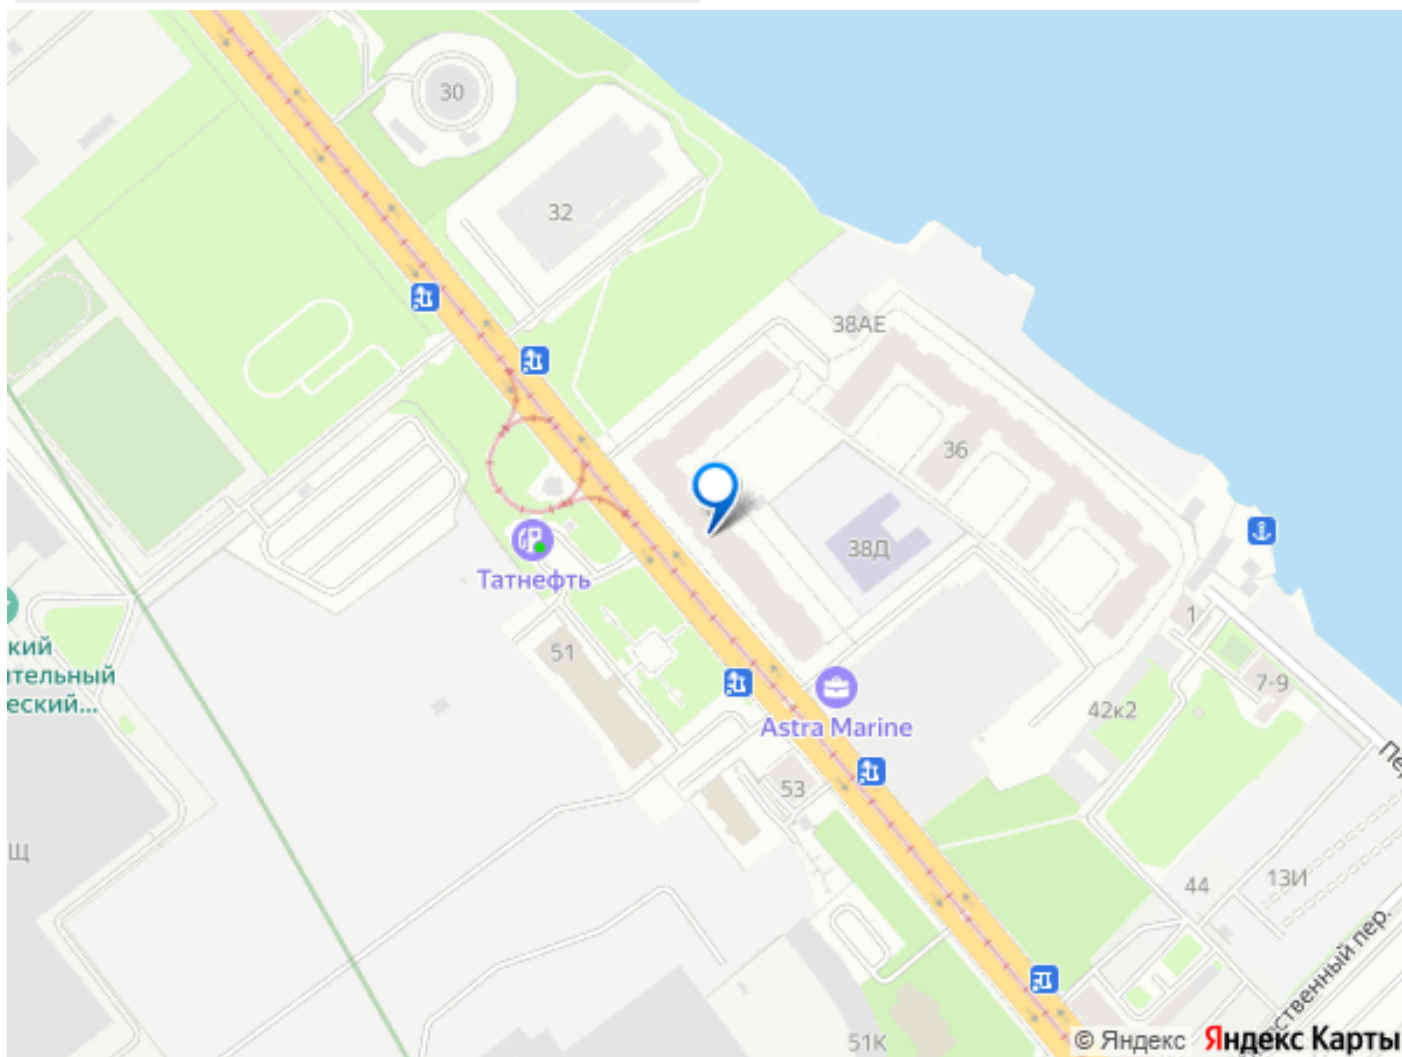 30
32
38АЕ
36
38Д
Татнефть
51
1
7-9
42к2
кий
ительный
еский...
Astra Marine
53
Щ
44
13И
ственный пер.
51К
© Яндекс
Яндекс Карты